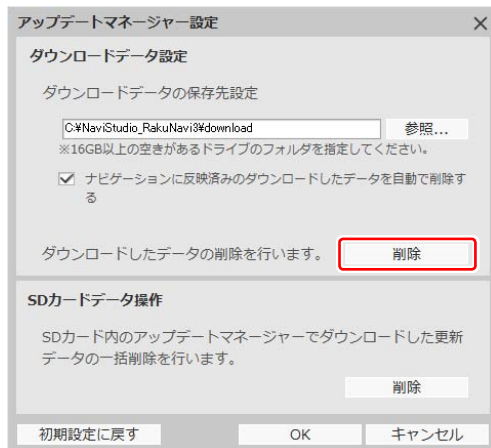 アップデートマネージャー設定
ダウンロードデータ設定
ダウンロードデータの保存先設定
C:¥NaviStudio_RakuNavi9¥download
参照...
※16GB以上の空きがあるドライブのフォルダを指定してください。
ナビゲーションに反映済みのダウンロードしたデータを自動で削除す
る
ダウンロードしたデータの削除を行います。
削除
SDカードデータ操作
SDカード内のアップデートマネージャーでダウンロードした更新
データの一括削除を行います。
削除
初期設定に戻す
OK
キャンセル